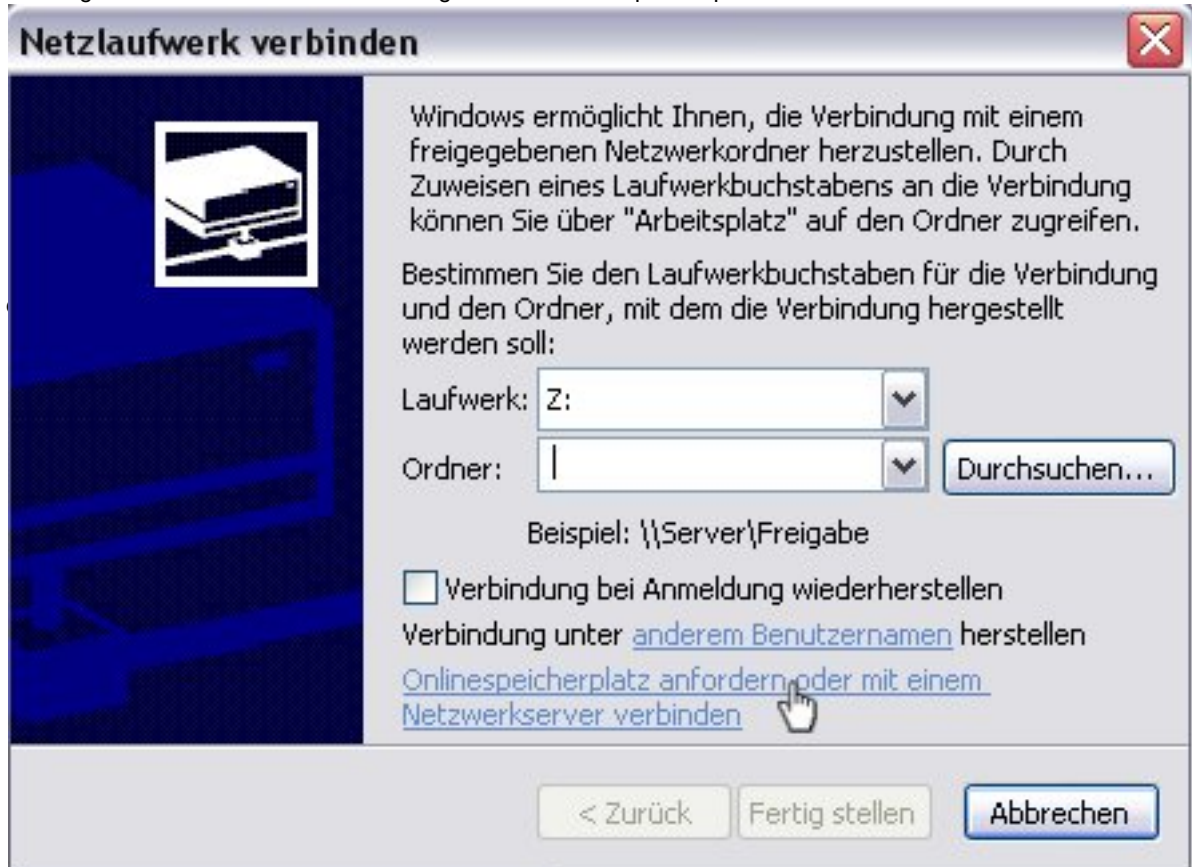 Netzlaufwerk verbinden
Windows ermöglicht Ihnen, die Verbindung mit einem
freigegebenen Netzwerkordner herzustellen. Durch
Zuweisen eines Laufwerkbuchstabens an die Verbindung
können Sie über "Arbeitsplatz" auf den Ordner zugreifen.
Bestimmen Sie den Laufwerkbuchstaben für die Verbindung
und den Ordner, mit dem die Verbindung hergestellt
werden soll:
Laufwerk: Z:
Ordner: Durchsuchen...
Beispiel: \\Server\Freigabe
Verbindung bei Anmeldung wiederherstellen
Verbindung unter anderem Benutzernamen herstellen
Onlinespeicherplatz anfordern oder mit einem
Netzwerkserver verbinden
< Zurück Fertig stellen Abbrechen